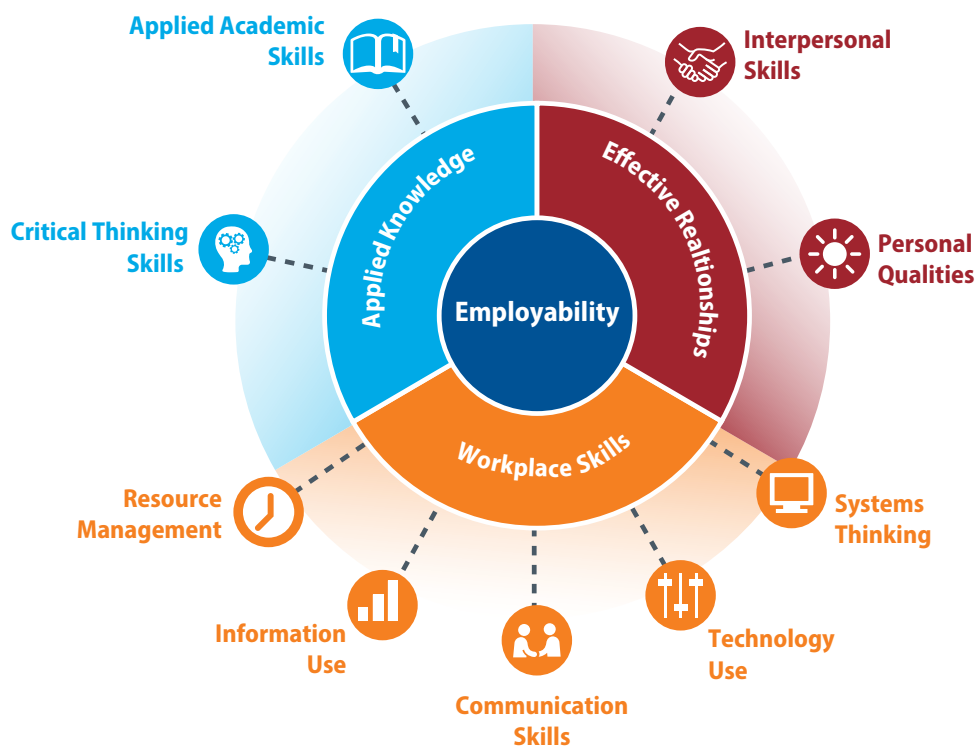 Applied Academic
Skills
Interpersonal
Skills
Applied Knowledge
Effective Realtionships
Critical Thinking
Skills
Personal
Qualities
Employability
Workplace Skills
Resource
Management
Systems
Thinking
Information
Use
Technology
Use
Communication
Skills